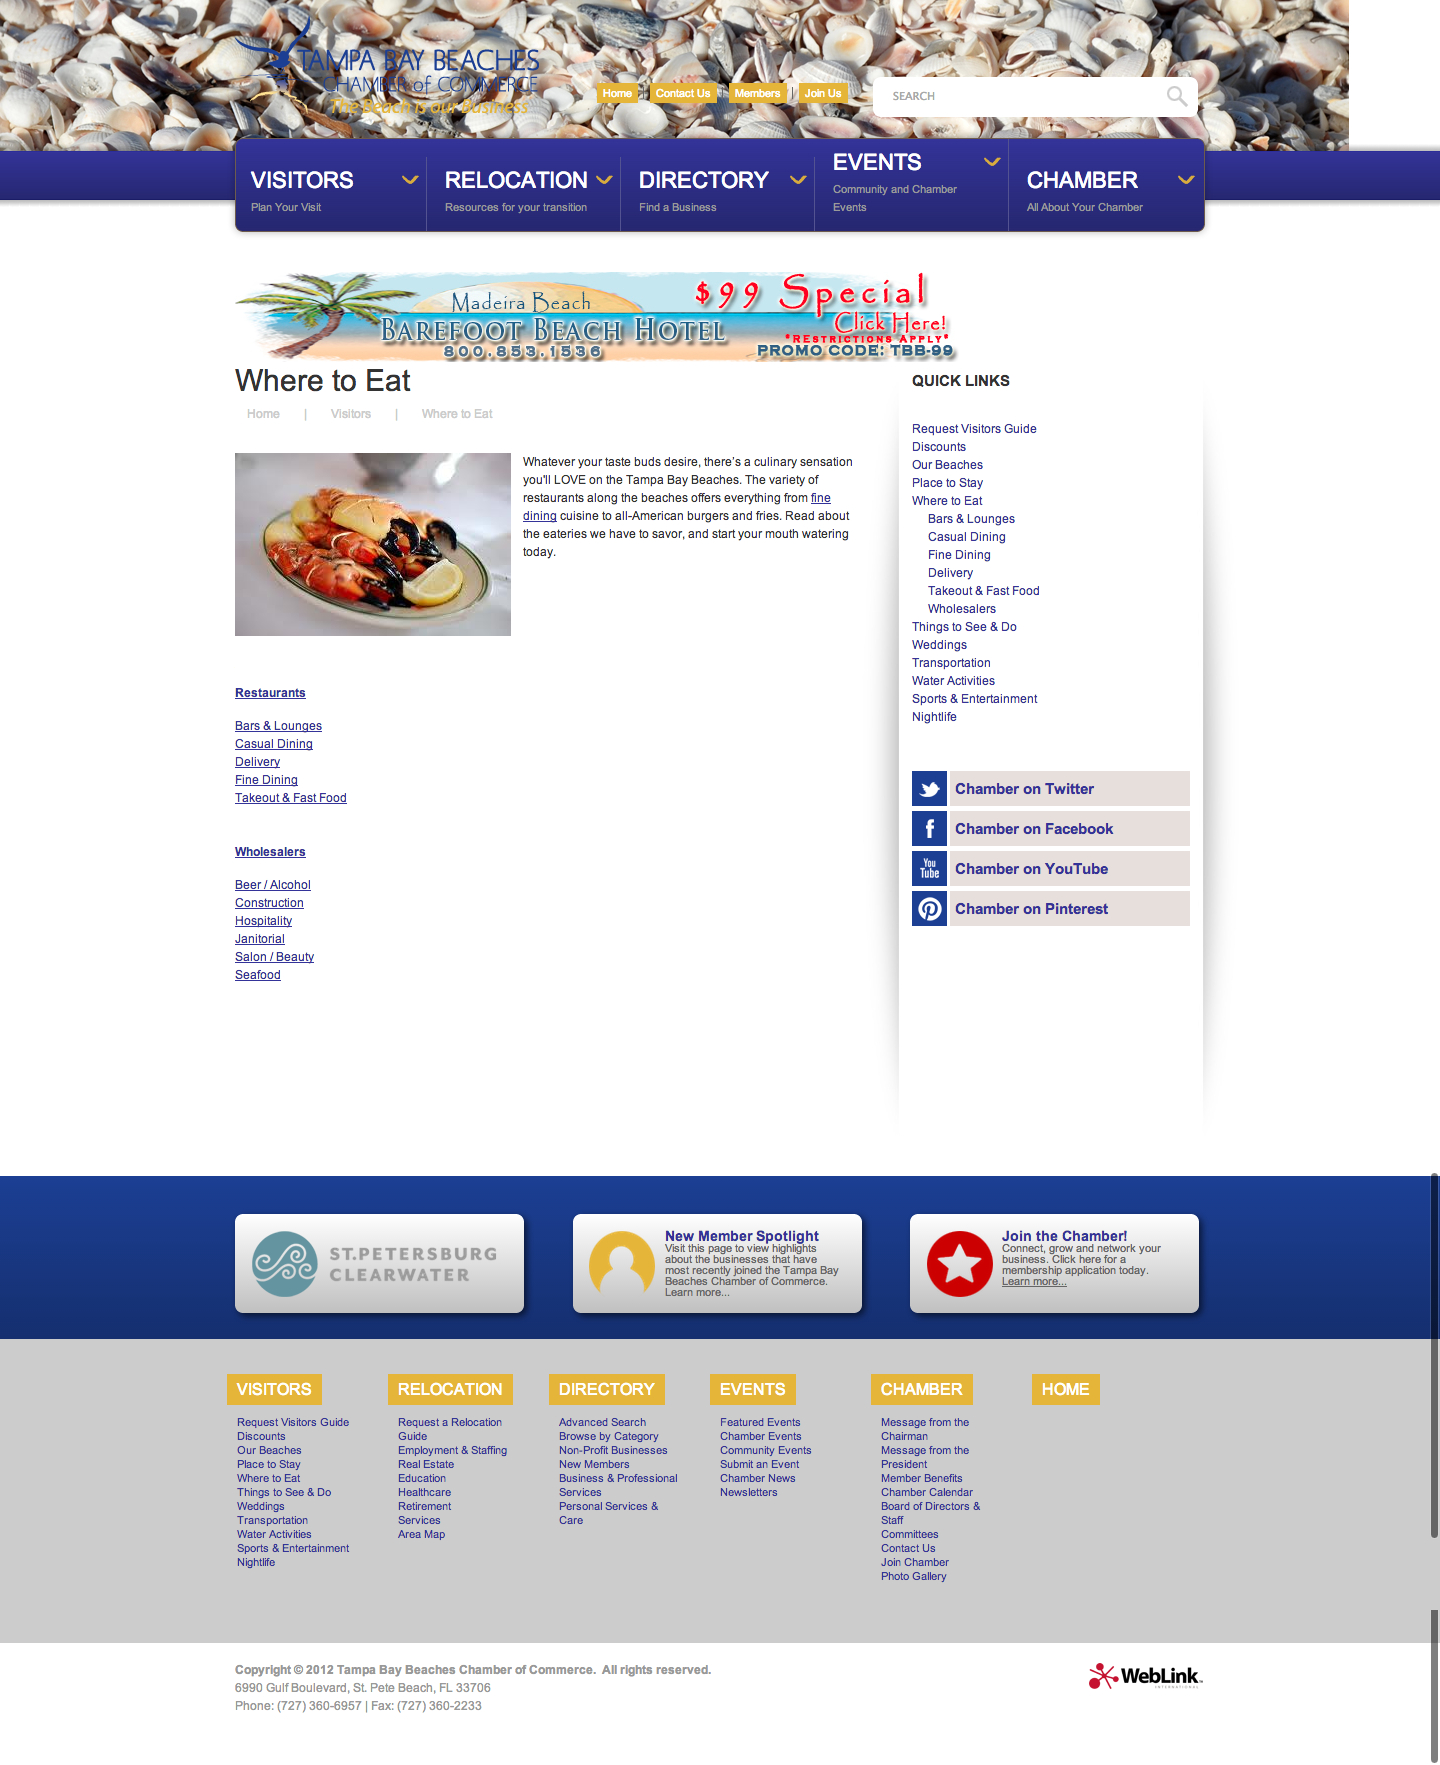 TAMPA BAY BEACHES
CHAMBER of COMMERCE
The Beach is our Business
Home | Contact Us | Members | Join Us
SEARCH
VISITORS
Plan Your Visit
RELOCATION
Resources for your transition
DIRECTORY
Find a Business
EVENTS
Community and Chamber
Events
CHAMBER
All About Your Chamber
Madeira Beach
BAREFOOT BEACH HOTEL
800.853.1536
$99 Special
Click Here!
*RESTRICTIONS APPLY*
PROMO CODE: TBB-99
Where to Eat
Home | Visitors | Where to Eat
Whatever your taste buds desire, there's a culinary sensation
you'll LOVE on the Tampa Bay Beaches. The variety of
restaurants along the beaches offers everything from fine
dining cuisine to all-American burgers and fries. Read about
the eateries we have to savor, and start your mouth watering
today.
Restaurants
Bars & Lounges
Casual Dining
Delivery
Fine Dining
Takeout & Fast Food
Wholesalers
Beer / Alcohol
Construction
Hospitality
Janitorial
Salon / Beauty
Seafood
QUICK LINKS
Request Visitors Guide
Discounts
Our Beaches
Place to Stay
Where to Eat
Bars & Lounges
Casual Dining
Fine Dining
Delivery
Takeout & Fast Food
Wholesalers
Things to See & Do
Weddings
Transportation
Water Activities
Sports & Entertainment
Nightlife
Chamber on Twitter
f Chamber on Facebook
You
Tube
Chamber on YouTube
Chamber on Pinterest
ST.PETERSBURG
CLEARWATER
New Member Spotlight
Visit this page to view highlights
about the businesses that have
most recently joined the Tampa Bay
Beaches Chamber of Commerce.
Learn more...
Join the Chamber!
Connect, grow and network your
business. Click here for a
membership application today.
Learn more...
VISITORS
Request Visitors Guide
Discounts
Our Beaches
Place to Stay
Where to Eat
Things to See & Do
Weddings
Transportation
Water Activities
Sports & Entertainment
Nightlife
RELOCATION
Request a Relocation
Guide
Employment & Staffing
Real Estate
Education
Healthcare
Retirement
Services
Area Map
DIRECTORY
Advanced Search
Browse by Category
Non-Profit Businesses
New Members
Business & Professional
Services
Personal Services &
Care
EVENTS
Featured Events
Chamber Events
Community Events
Submit an Event
Chamber News
Newsletters
CHAMBER
Message from the
Chairman
Message from the
President
Member Benefits
Chamber Calendar
Board of Directors &
Staff
Committees
Contact Us
Join Chamber
Photo Gallery
HOME
Copyright © 2012 Tampa Bay Beaches Chamber of Commerce.  All rights reserved.
6990 Gulf Boulevard, St. Pete Beach, FL 33706
Phone: (727) 360-6957 | Fax: (727) 360-2233
WebLink
INTERNATIONAL